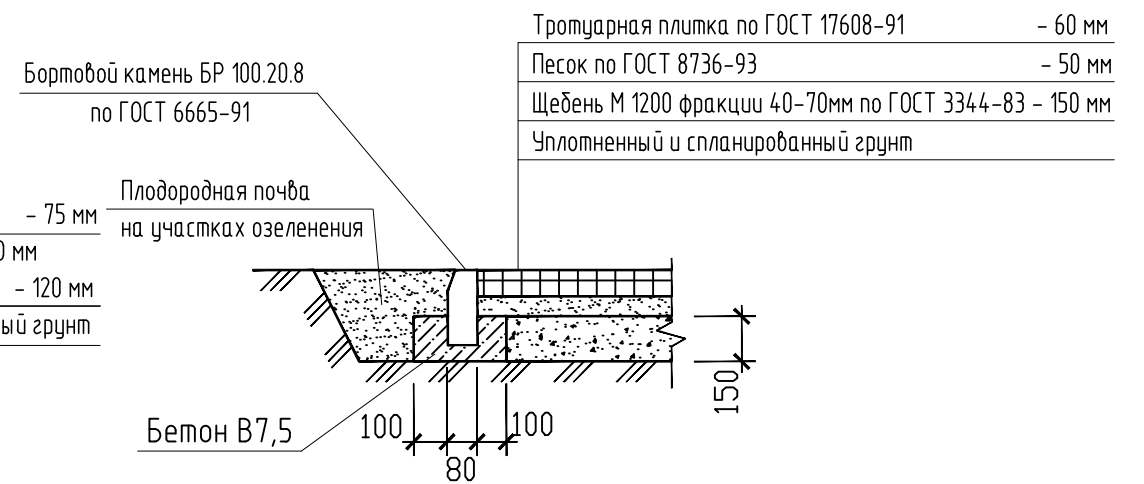 Тротуарная плитка по ГОСТ 17608-91 - 60 мм
Песок по ГОСТ 8736-93 - 50 мм
Щебень М 1200 фракции 40-70мм по ГОСТ 3344-83 - 150 мм
Уплотненный и спланированный грунт
Бортовой камень БР 100.20.8
по ГОСТ 6665-91
Плодородная почва
на участках озеленения
- 75 мм
мм
- 120 мм
грунт
150
Бетон В7,5
100
100
80